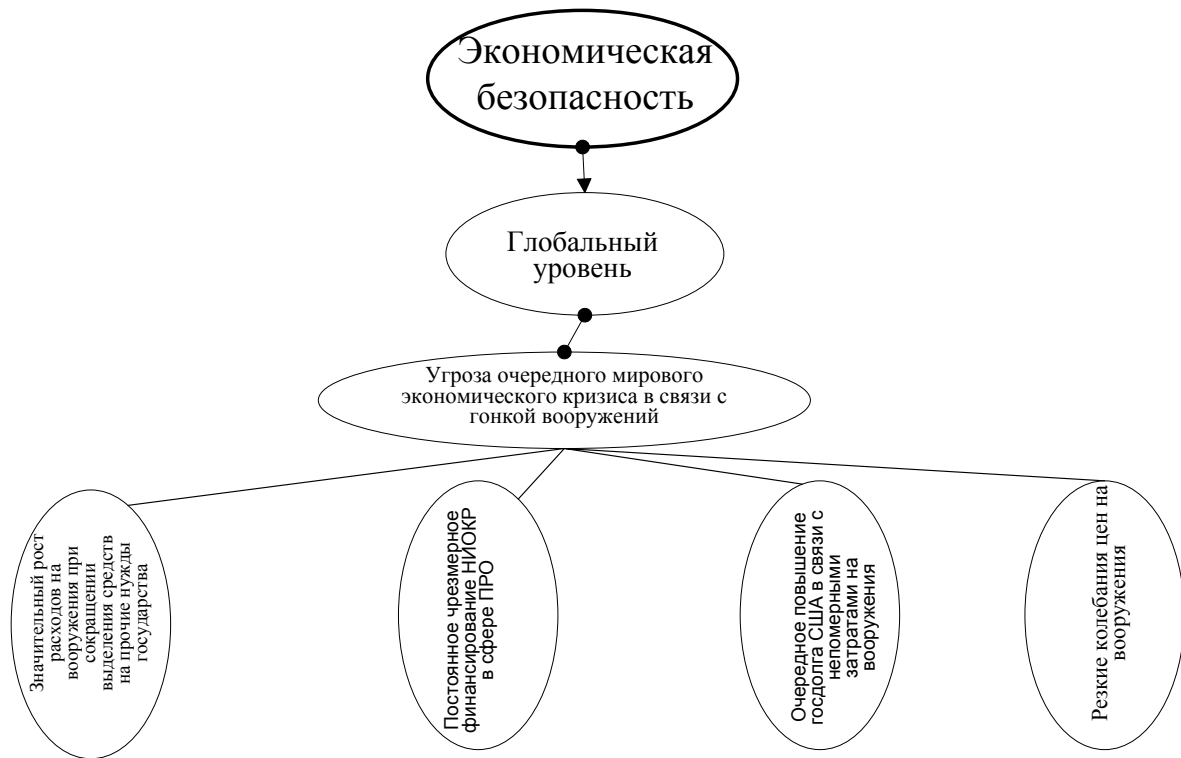 Экономическая
безопасность
Глобальный
уровень
Угроза очередного мирового
экономического кризиса в связи с
гонкой вооружений
Значительный рост
расходов на
вооружения при
сокращении
выделения средств
на прочие нужды
государства
Постоянное чрезмерное
финансирование НИОКР
в сфере ПРО
Очередное повышение
госдолга США в связи с
непомерными
затратами на
вооружения
Резкие колебания цен на
вооружения